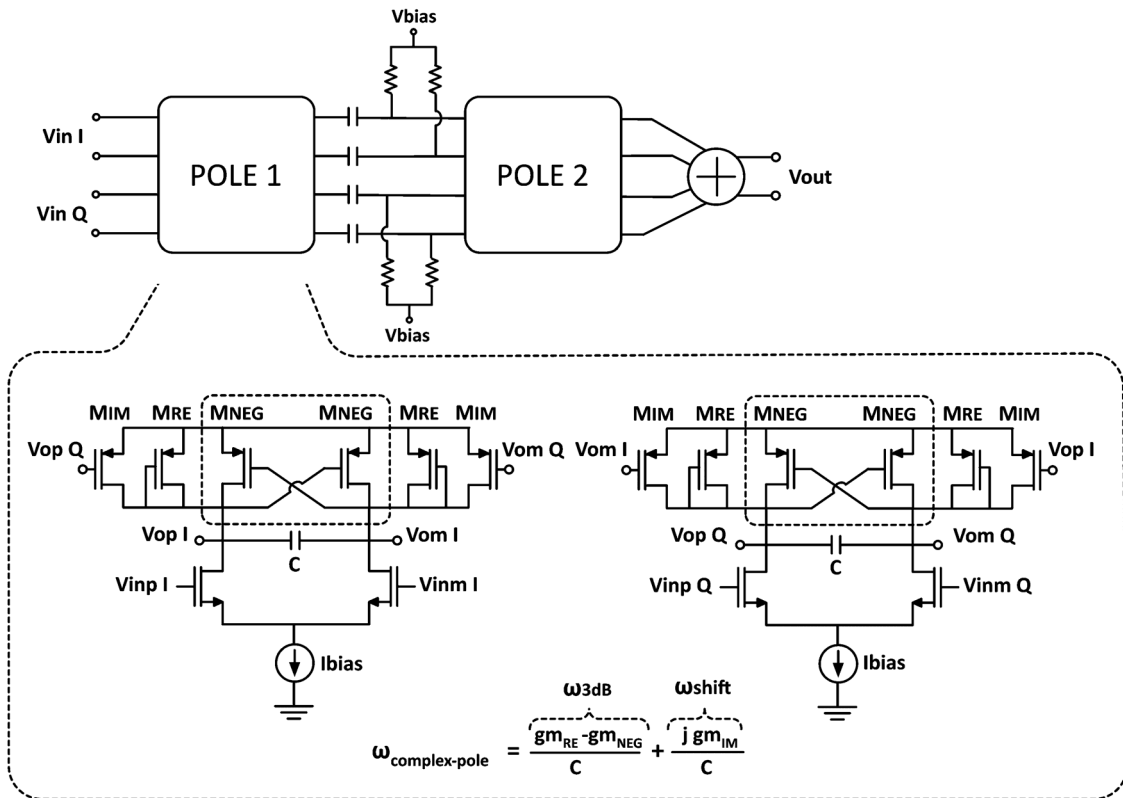 Vbias
Vin I
Vin Q
POLE 1
POLE 2
Vout
Vbias
MIM MRE MNEG MNEG MRE MIM
Vop Q Vom Q
Vop I Vom I
C
Vinp I Vinm I
Ibias
MIM MRE MNEG MNEG MRE MIM
Vom I Vop I
Vop Q Vom Q
C
Vinp Q Vinm Q
Ibias
ω3dB ωshift
ωcomplex-pole = gmRE -gmNEG / C + j gmIM / C